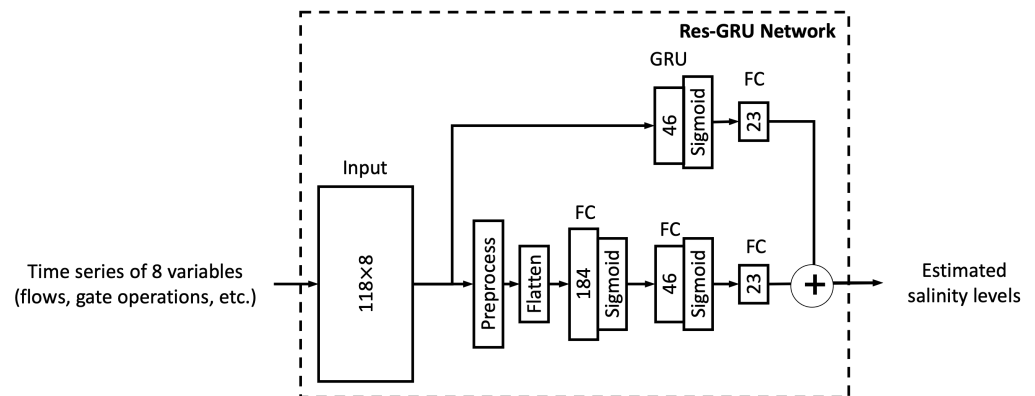 Res-GRU Network
GRU
FC
46
Sigmoid
23
Input
118×8
Time series of 8 variables
(flows, gate operations, etc.)
Preprocess
Flatten
FC
184
Sigmoid
FC
46
Sigmoid
FC
23
+
Estimated
salinity levels